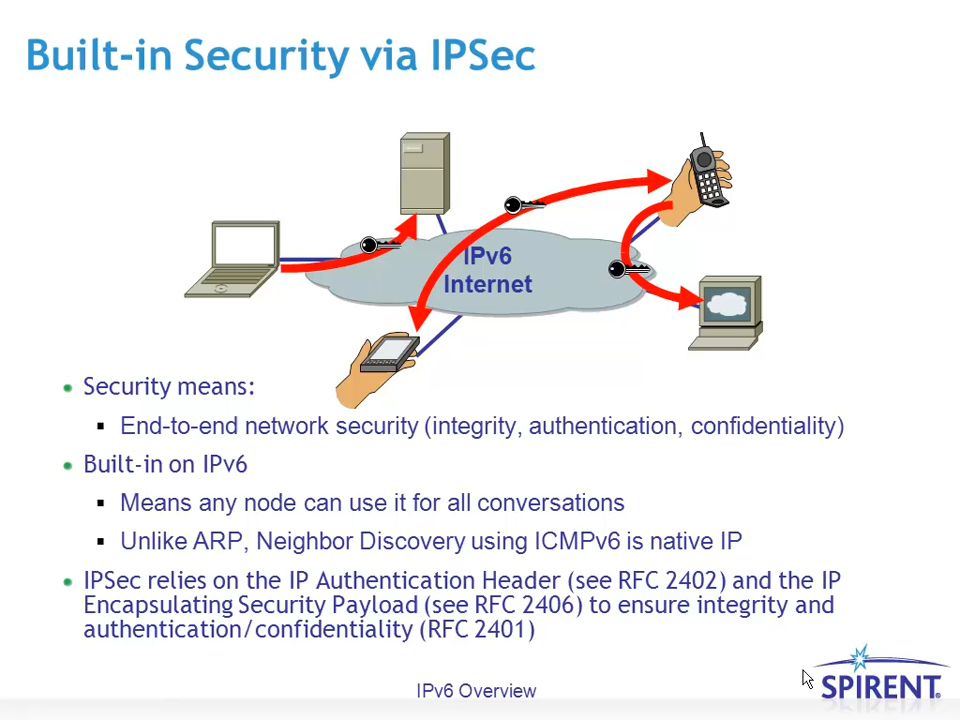 Built-in Security via IPSec
IPv6
Internet
Security means:
End-to-end network security (integrity, authentication, confidentiality)
Built-in on IPv6
Means any node can use it for all conversations
Unlike ARP, Neighbor Discovery using ICMPv6 is native IP
IPSec relies on the IP Authentication Header (see RFC 2402) and the IP
Encapsulating Security Payload (see RFC 2406) to ensure integrity and
authentication/confidentiality (RFC 2401)
IPv6 Overview
SPIRENT